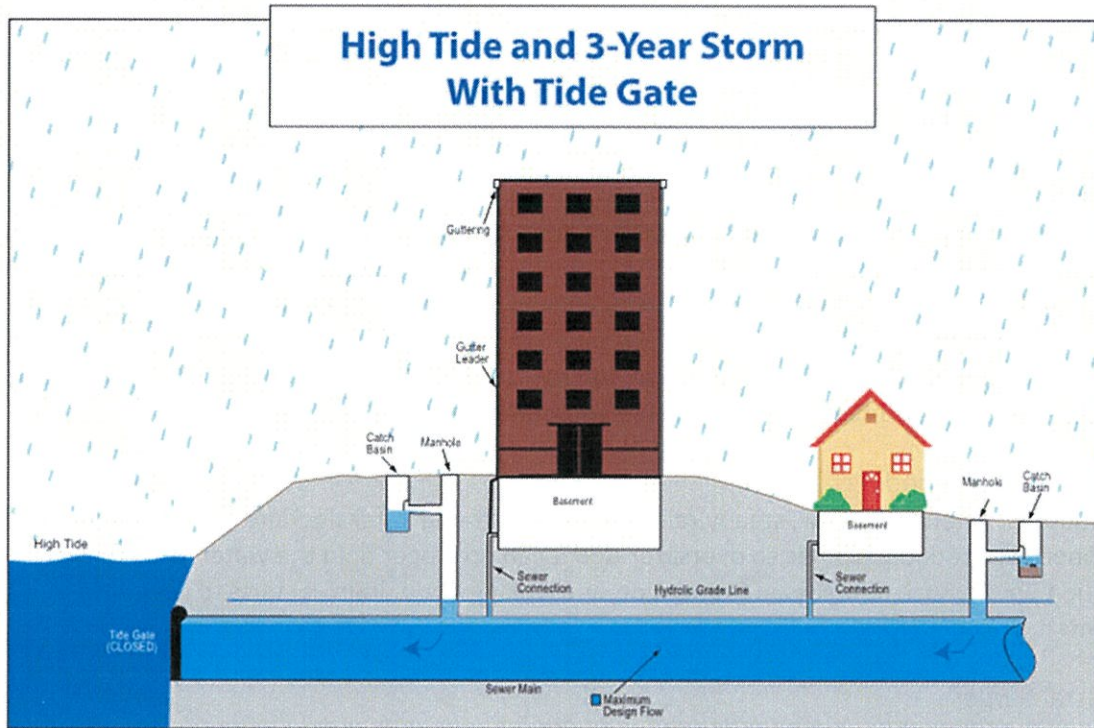 High Tide and 3-Year Storm
With Tide Gate
Guttering
Gutter
Leader
Catch
Basin
Manhole
Basement
Manhole
Catch
Basin
Basement
High Tide
Sewer
Connection
Sewer
Connection
Hydrolic Grade Line
Tide Gate
(CLOSED)
Sewer Main
Maximum
Design Flow